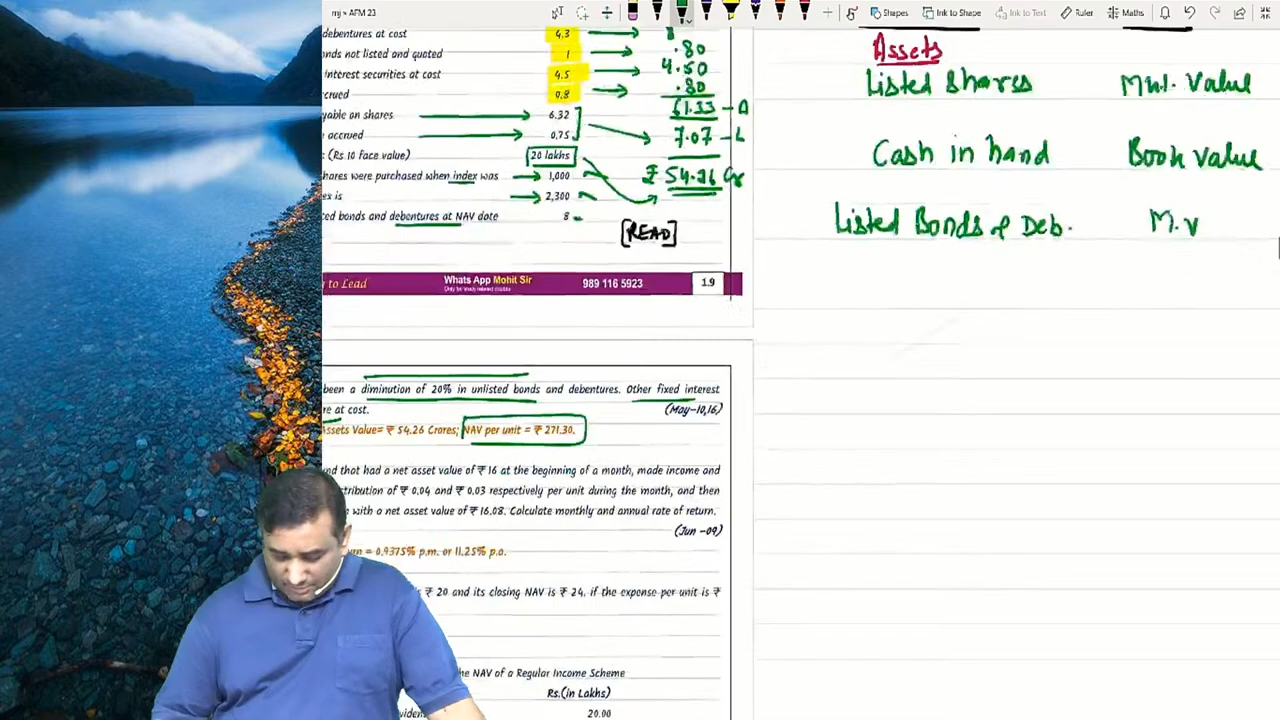 mj > AFM 23
Shapes
Ink to Shape
Ink to Text
Ruler
Maths
debentures at cost 4.3
nds not listed and quoted 1 .80
interest securities at cost 4.5 4.50
crued 0.8 .80
61.33 - A
yable on shares 6.32
accrued 0.75 7.07 - L
(Rs.10 face value) 20 lakhs
hares were purchased when index was 1,000 ₹ 54.26 Cr
ex is 2,300
ted bonds and debentures at NAV date 8
[READ]
to Lead
Whats App Mohit Sir
989 116 5923
1.9
been a diminution of 20% in unlisted bonds and debentures. Other fixed interest
re at cost. (May-10,16)
Assets Value= ₹ 54.26 Crores; NAV per unit = ₹ 271.30.
nd that had a net asset value of ₹ 16 at the beginning of a month, made income and
tribution of ₹ 0.04 and ₹ 0.03 respectively per unit during the month, and then
with a net asset value of ₹ 16.08. Calculate monthly and annual rate of return.
(Jun -09)
urn = 0.9375% p.m. or 11.25% p.a.
₹ 20 and its closing NAV is ₹ 24, if the expense per unit is ₹
he NAV of a Regular Income Scheme
Rs.(in Lakhs)
20.00
Assets
Listed Shares Mkt. Value
Cash in hand Book Value
Listed Bonds & Deb. M.V